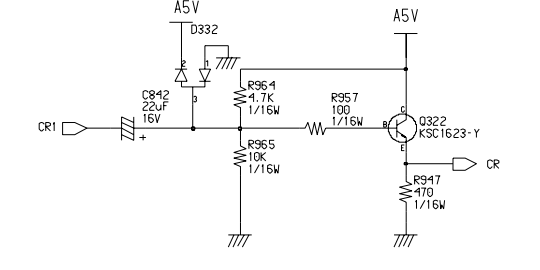 A5V
A5V
D332
2
1
3
C842
22uF
16V
+
R964
4.7K
1/16W
R957
100
1/16W
CR1
C
B
E
Q322
KSC1623-Y
R965
10K
1/16W
CR
R947
470
1/16W